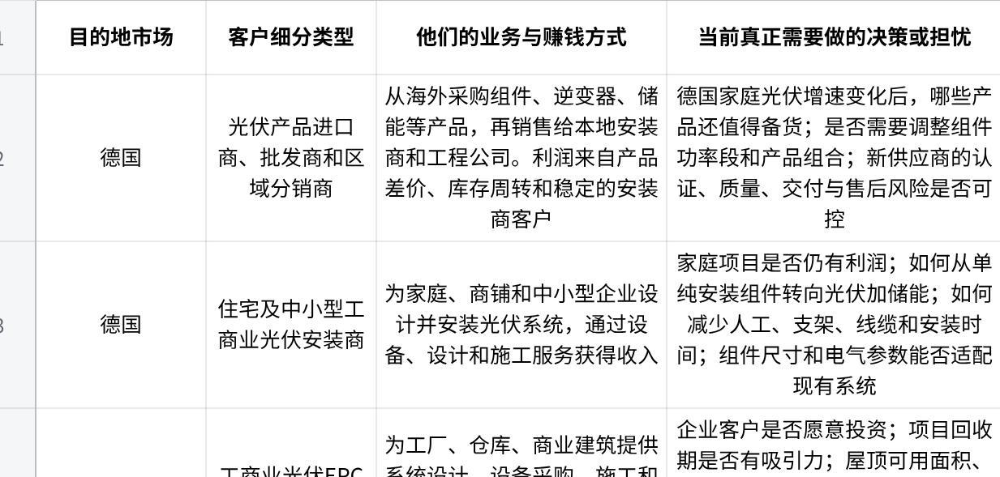 1
目的地市场
客户细分类型
他们的业务与赚钱方式
当前真正需要做的决策或担忧
2
德国
光伏产品进口
商、批发商和区
域分销商
从海外采购组件、逆变器、储
能等产品，再销售给本地安装
商和工程公司。利润来自产品
差价、库存周转和稳定的安装
商客户
德国家庭光伏增速变化后，哪些产
品还值得备货；是否需要调整组件
功率段和产品组合；新供应商的认
证、质量、交付与售后风险是否可
控
3
德国
住宅及中小型工
商业光伏安装商
为家庭、商铺和中小型企业设
计并安装光伏系统，通过设
备、设计和施工服务获得收入
家庭项目是否仍有利润；如何从单
纯安装组件转向光伏加储能；如何
减少人工、支架、线缆和安装时
间；组件尺寸和电气参数能否适配
现有系统
工商业光伏EPC
为工厂、仓库、商业建筑提供
系统设计、设备采购、施工和
企业客户是否愿意投资；项目回收
期是否有吸引力；屋顶可用面积、